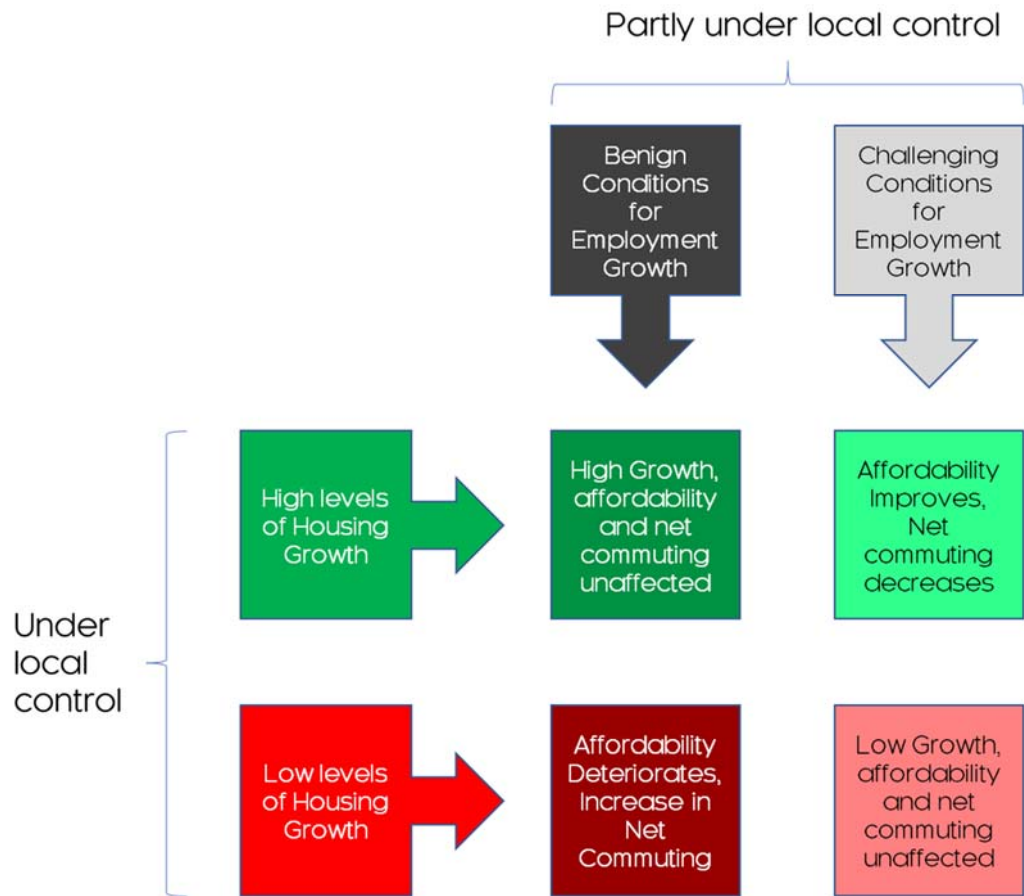 Partly under local control
Benign
Conditions
for
Employment
Growth
Challenging
Conditions
for
Employment
Growth
High levels
of Housing
Growth
High Growth,
affordability
and net
commuting
unaffected
Affordability
Improves,
Net
commuting
decreases
Under
local
control
Low levels
of Housing
Growth
Affordability
Deteriorates,
Increase in
Net
Commuting
Low Growth,
affordability
and net
commuting
unaffected